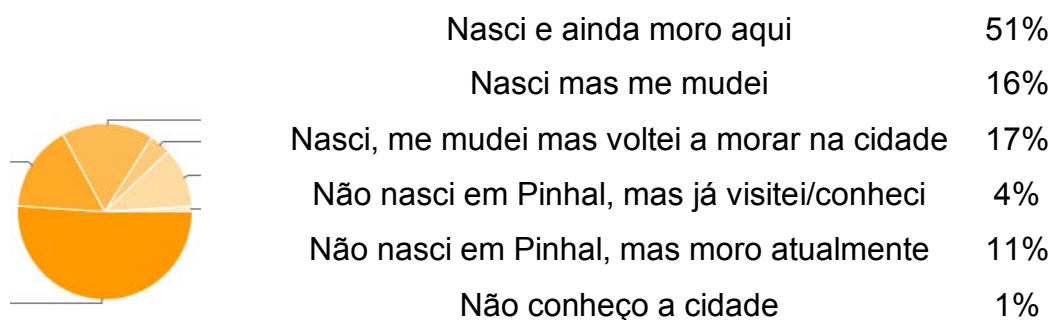 Nasci e ainda moro aqui 51%
Nasci mas me mudei 16%
Nasci, me mudei mas voltei a morar na cidade 17%
Não nasci em Pinhal, mas já visitei/conheci 4%
Não nasci em Pinhal, mas moro atualmente 11%
Não conheço a cidade 1%